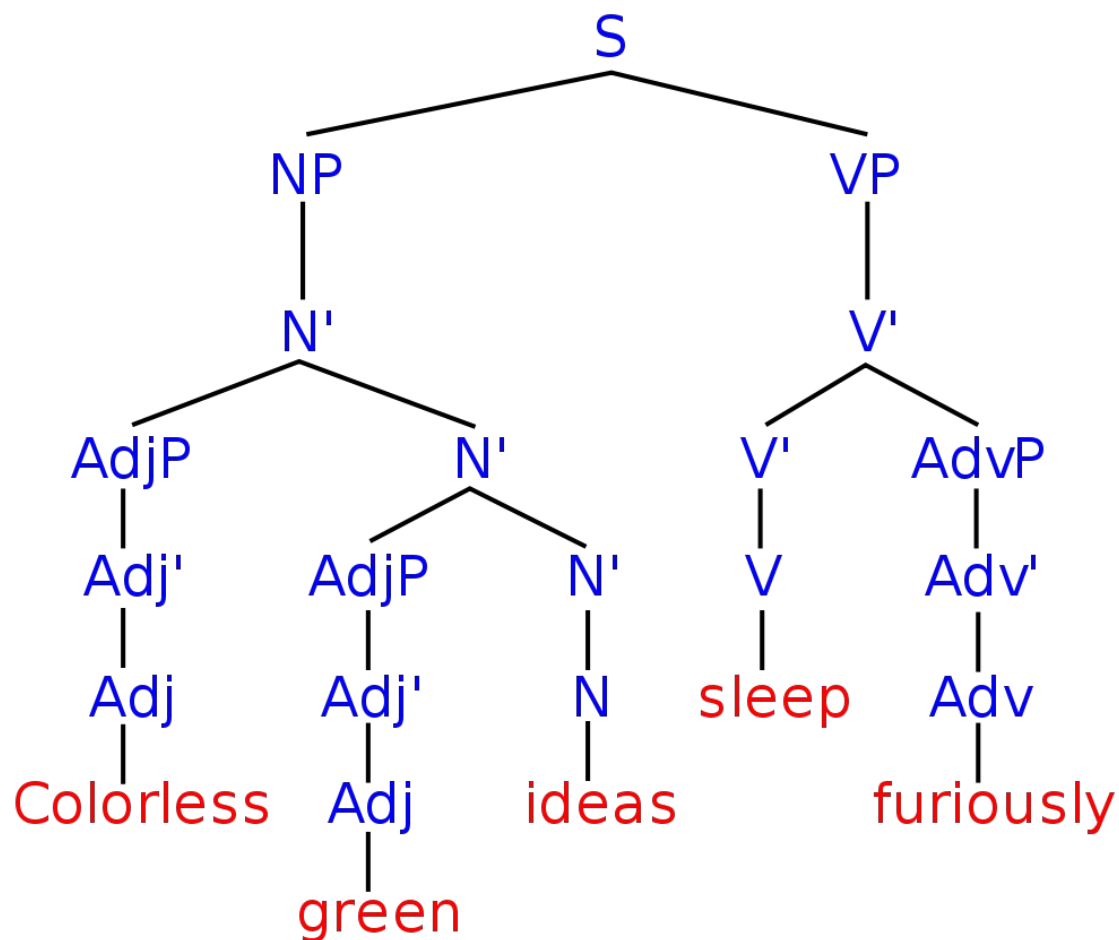 S
NP VP
N' V'
AdjP N' V' AdvP
Adj' AdjP N' V Adv'
Adj Adj' N sleep Adv
Colorless Adj ideas furiously
green